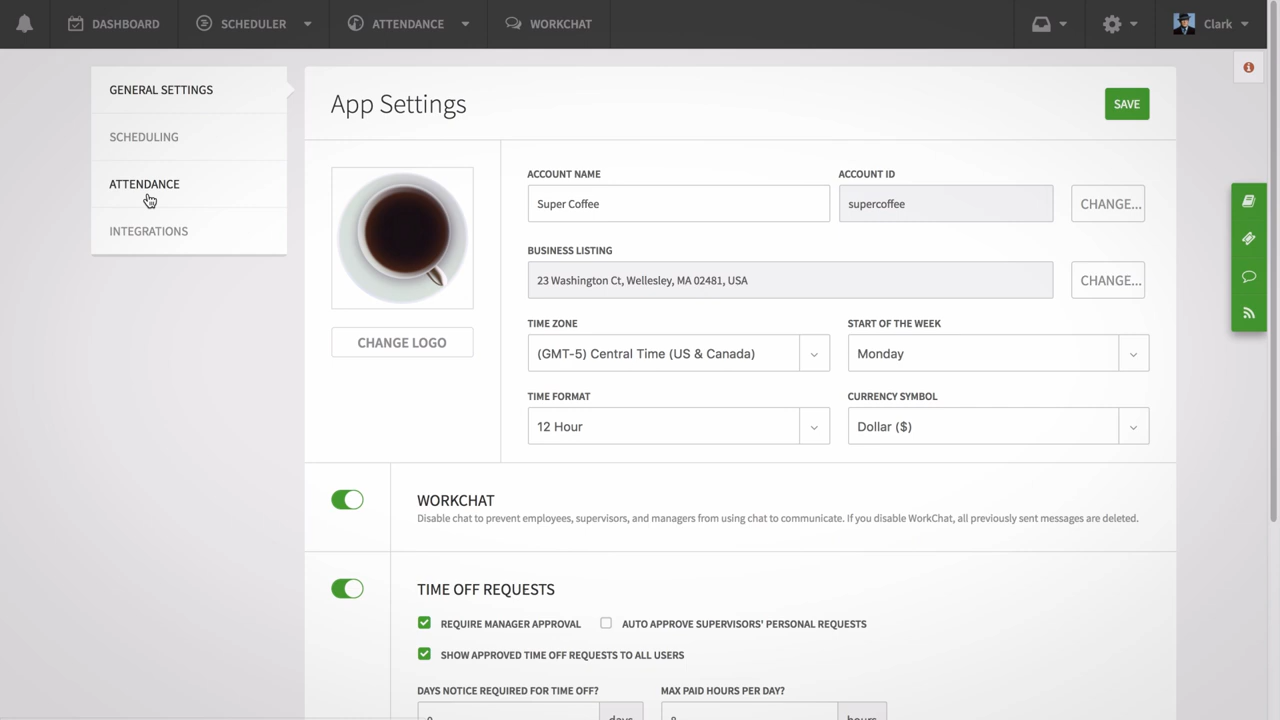 DASHBOARD
SCHEDULER
ATTENDANCE
WORKCHAT
Clark
GENERAL SETTINGS
SCHEDULING
ATTENDANCE
INTEGRATIONS
App Settings
SAVE
CHANGE LOGO
ACCOUNT NAME
ACCOUNT ID
Super Coffee
supercoffee
CHANGE...
BUSINESS LISTING
23 Washington Ct, Wellesley, MA 02481, USA
CHANGE...
TIME ZONE
START OF THE WEEK
(GMT-5) Central Time (US & Canada)
Monday
TIME FORMAT
CURRENCY SYMBOL
12 Hour
Dollar ($)
WORKCHAT
Disable chat to prevent employees, supervisors, and managers from using chat to communicate. If you disable WorkChat, all previously sent messages are deleted.
TIME OFF REQUESTS
REQUIRE MANAGER APPROVAL
AUTO APPROVE SUPERVISORS' PERSONAL REQUESTS
SHOW APPROVED TIME OFF REQUESTS TO ALL USERS
DAYS NOTICE REQUIRED FOR TIME OFF?
MAX PAID HOURS PER DAY?
days
hours